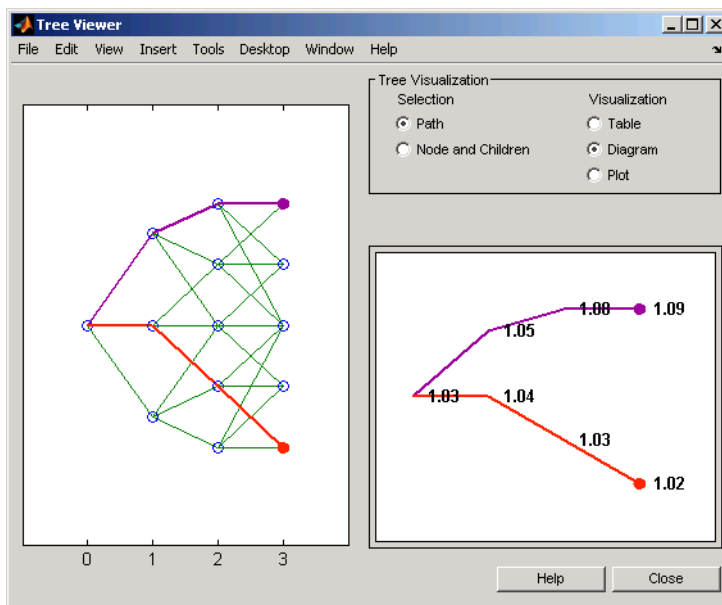 Tree Viewer
File Edit View Insert Tools Desktop Window Help
Tree Visualization
Selection Visualization
Path Table
Node and Children Diagram
Plot
1.08 1.09
1.05
1.03 1.04
1.03
1.02
0 1 2 3
Help Close